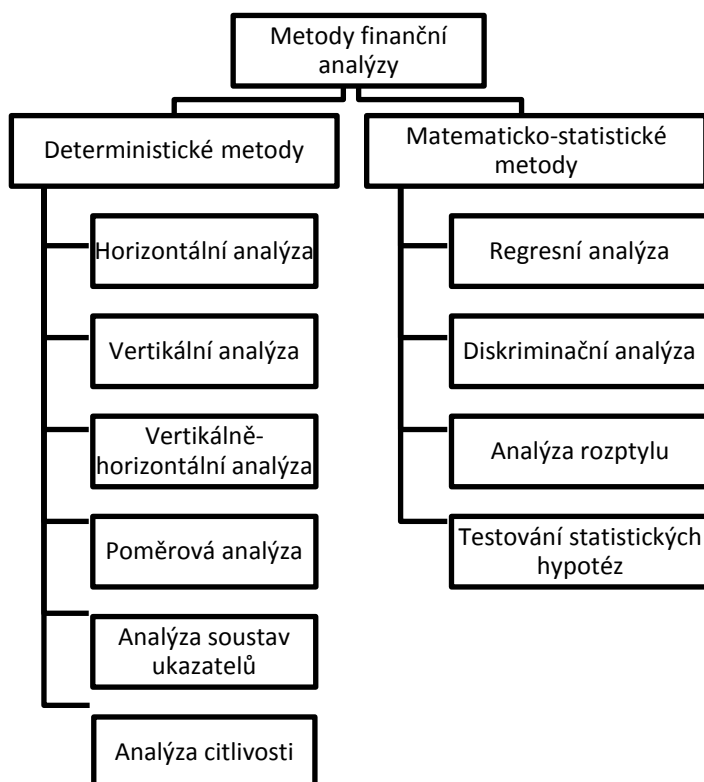 Metody finanční
analýzy
Deterministické metody
Matematicko-statistické
metody
Horizontální analýza
Vertikální analýza
Vertikálně-
horizontální analýza
Poměrová analýza
Analýza soustav
ukazatelů
Analýza citlivosti
Regresní analýza
Diskriminační analýza
Analýza rozptylu
Testování statistických
hypotéz